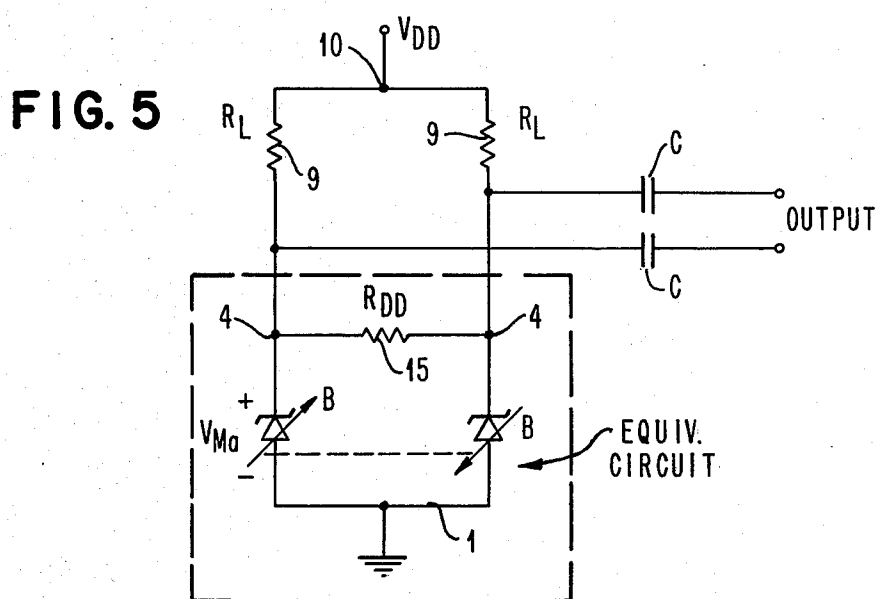 FIG. 5
VDD
10
RL
9
9
RL
C
OUTPUT
C
RDD
4
4
15
+
B
VMa
-
B
EQUIV.
CIRCUIT
1